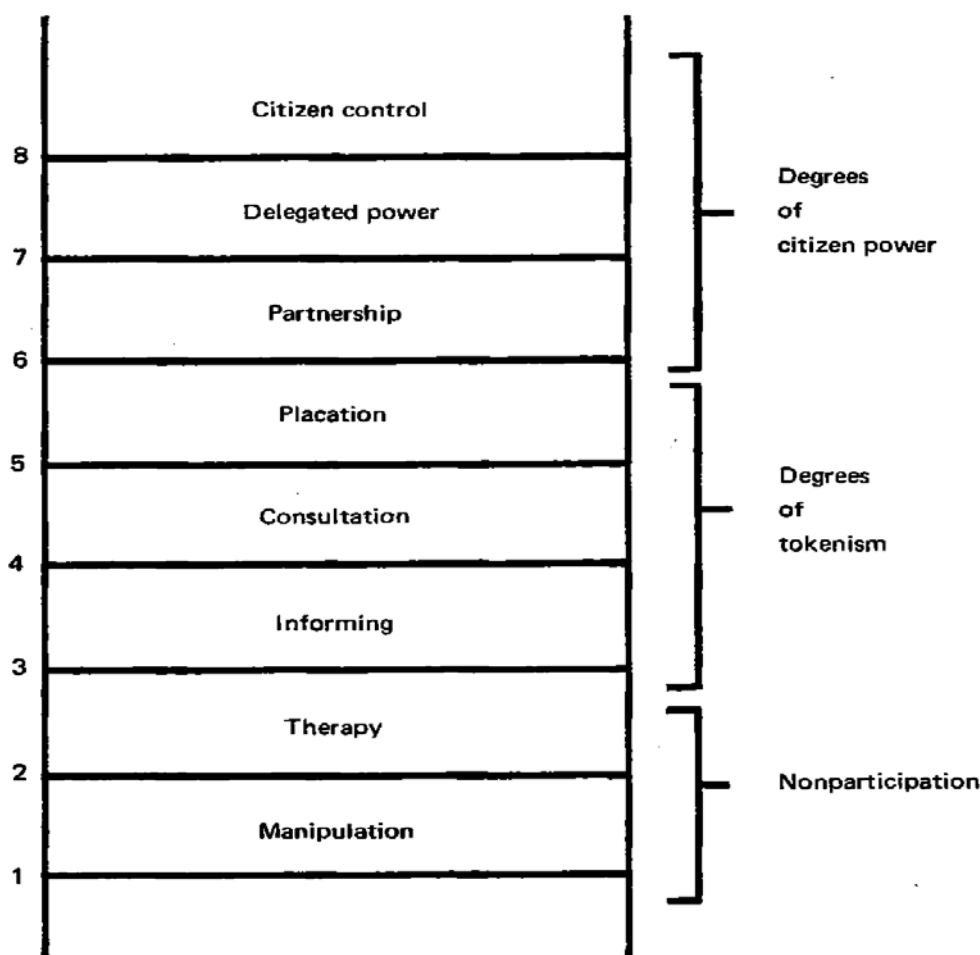 Citizen control
8
Delegated power
7
Partnership
6
Placation
5
Consultation
4
Informing
3
Therapy
2
Manipulation
1
Degrees
of
citizen power
Degrees
of
tokenism
Nonparticipation